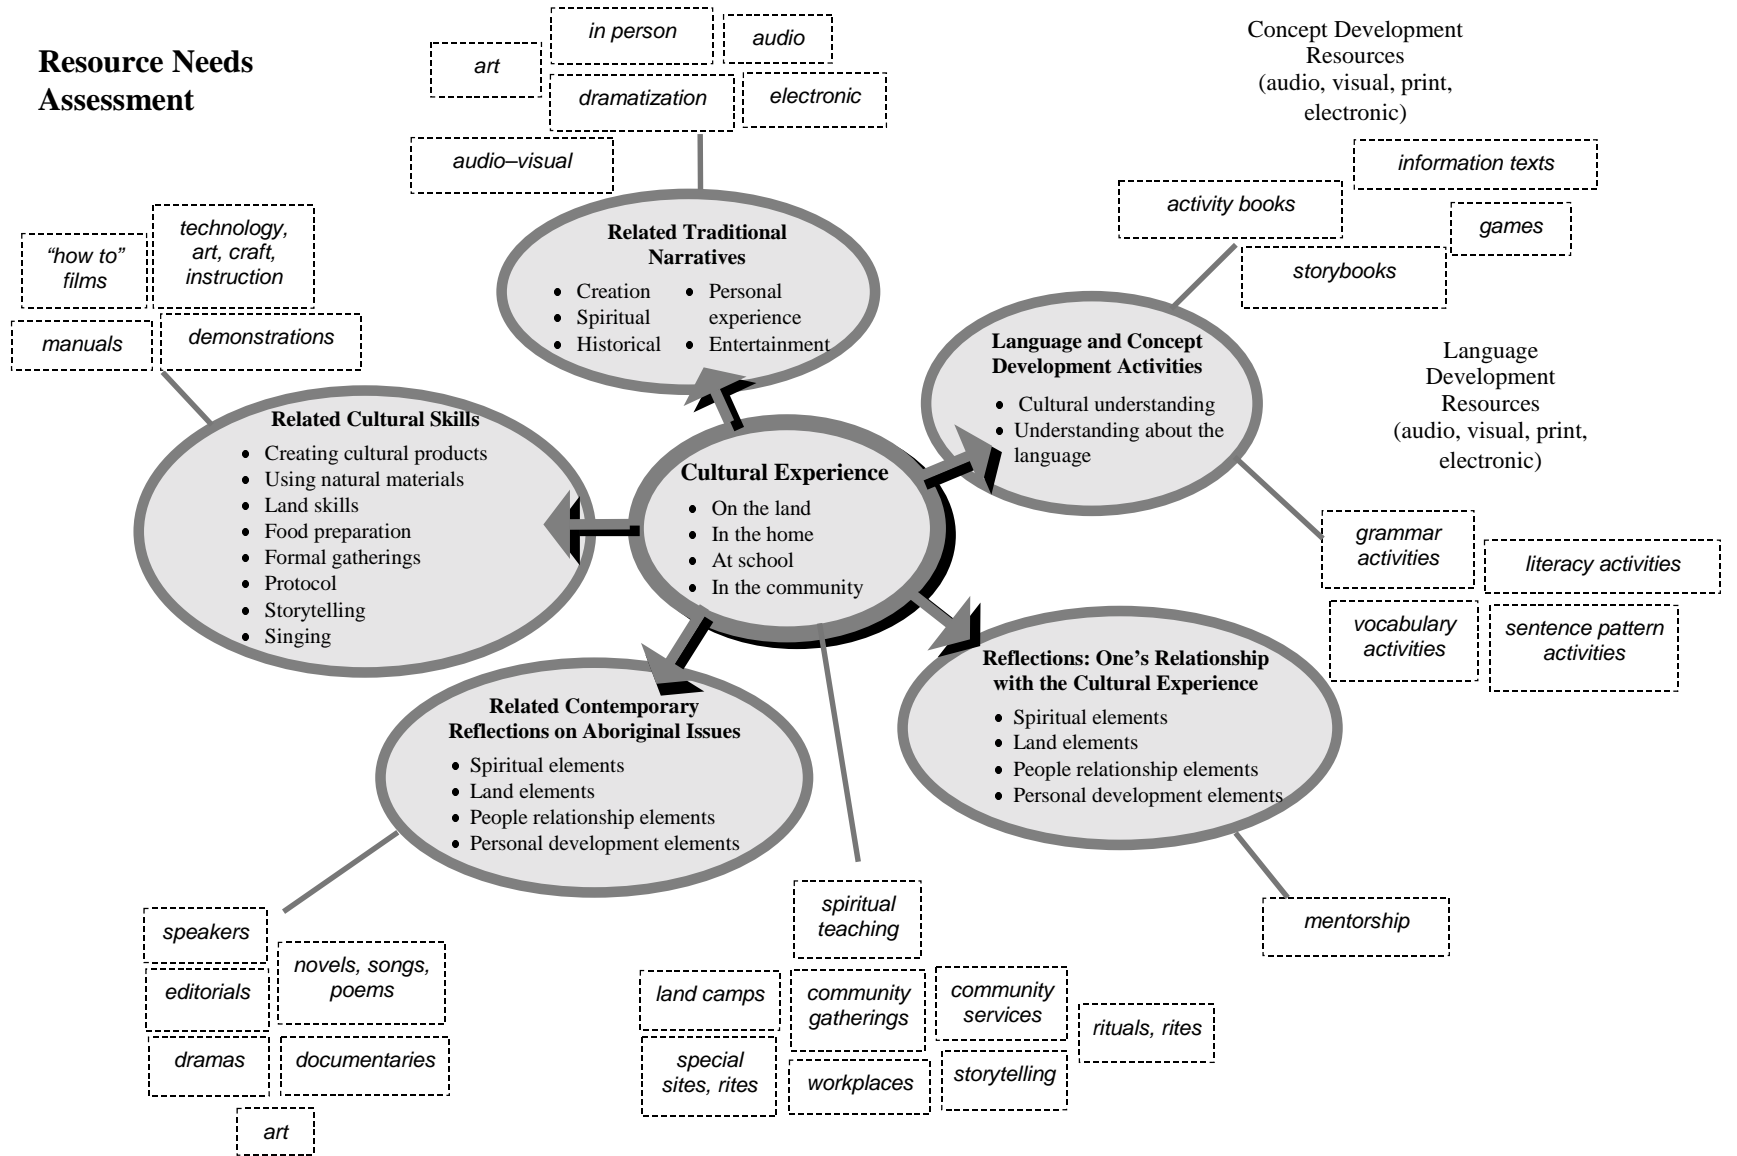 Resource Needs
Assessment
in person
audio
art
dramatization
electronic
audio–visual
Concept Development
Resources
(audio, visual, print,
electronic)
information texts
activity books
games
storybooks
“how to”
films
technology,
art, craft,
instruction
manuals
demonstrations
Related Traditional
Narratives
• Creation
• Spiritual
• Historical
• Personal
experience
• Entertainment
Language and Concept
Development Activities
• Cultural understanding
• Understanding about the
language
Language
Development
Resources
(audio, visual, print,
electronic)
Related Cultural Skills
• Creating cultural products
• Using natural materials
• Land skills
• Food preparation
• Formal gatherings
• Protocol
• Storytelling
• Singing
Cultural Experience
• On the land
• In the home
• At school
• In the community
grammar
activities
literacy activities
vocabulary
activities
sentence pattern
activities
Reflections: One’s Relationship
with the Cultural Experience
• Spiritual elements
• Land elements
• People relationship elements
• Personal development elements
Related Contemporary
Reflections on Aboriginal Issues
• Spiritual elements
• Land elements
• People relationship elements
• Personal development elements
speakers
novels, songs,
poems
editorials
dramas
documentaries
art
spiritual
teaching
land camps
community
gatherings
community
services
rituals, rites
special
sites, rites
workplaces
storytelling
mentorship